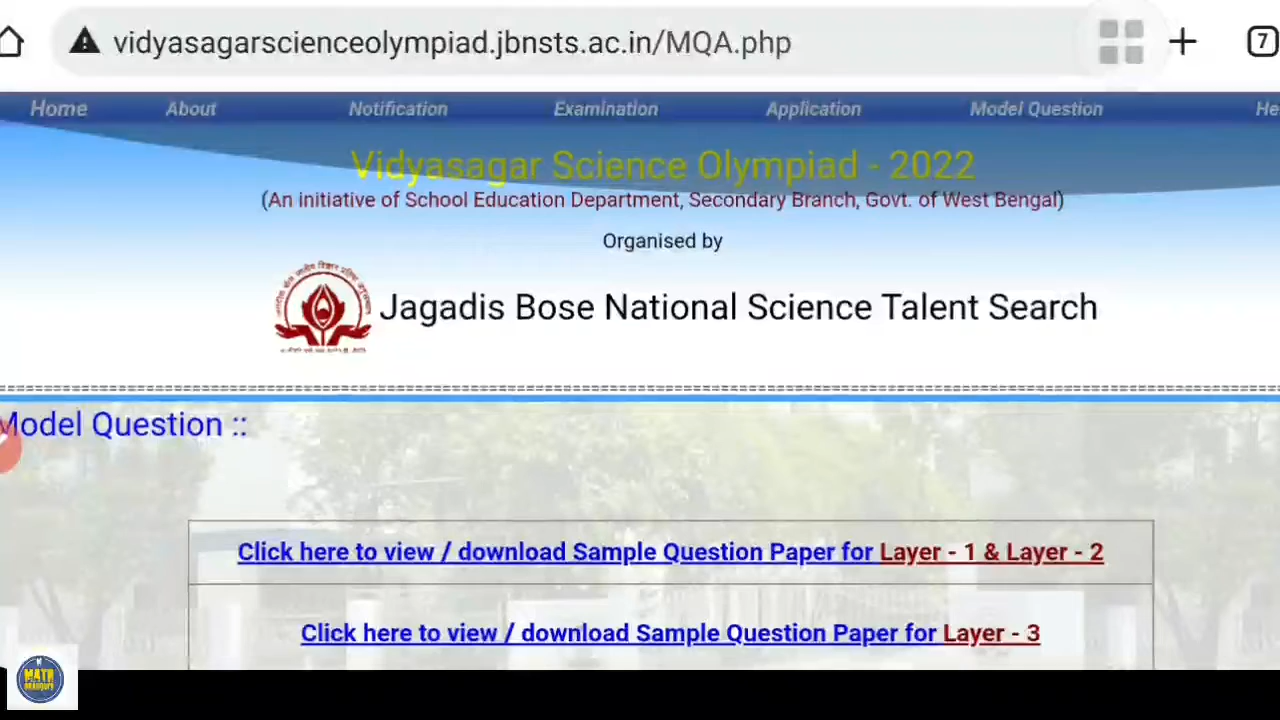 vidyasagarscienceolympiad.jbnsts.ac.in/MQA.php
7
Home About Notification Examination Application Model Question He
Vidyasagar Science Olympiad - 2022
(An initiative of School Education Department, Secondary Branch, Govt. of West Bengal)
Organised by
Jagadis Bose National Science Talent Search
================================================================
Model Question ::
Click here to view / download Sample Question Paper for Layer - 1 & Layer - 2
Click here to view / download Sample Question Paper for Layer - 3
MATH